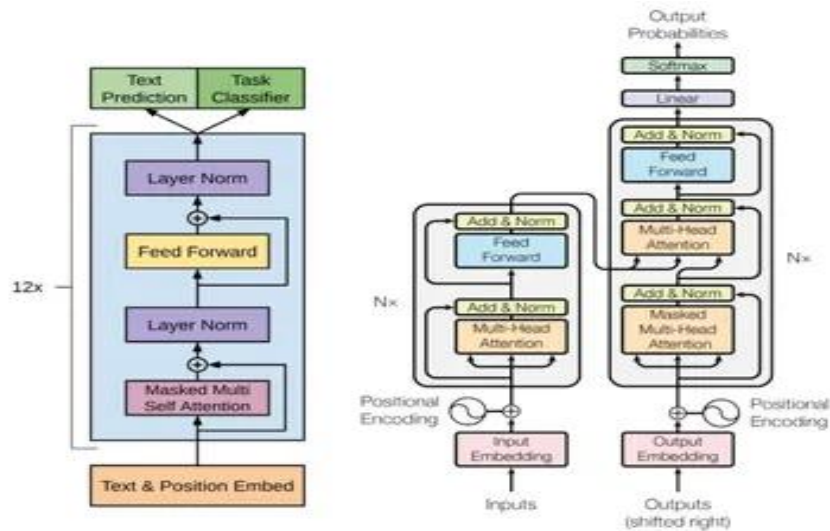 Text
Prediction
Task
Classifier
Layer Norm
Feed Forward
12x
Layer Norm
Masked Multi
Self Attention
Text & Position Embed
Output
Probabilities
Softmax
Linear
Add & Norm
Feed
Forward
Add & Norm
Multi-Head
Attention
Nx
Add & Norm
Masked
Multi-Head
Attention
Positional
Encoding
Output
Embedding
Outputs
(shifted right)
Add & Norm
Feed
Forward
Nx
Add & Norm
Multi-Head
Attention
Positional
Encoding
Input
Embedding
Inputs